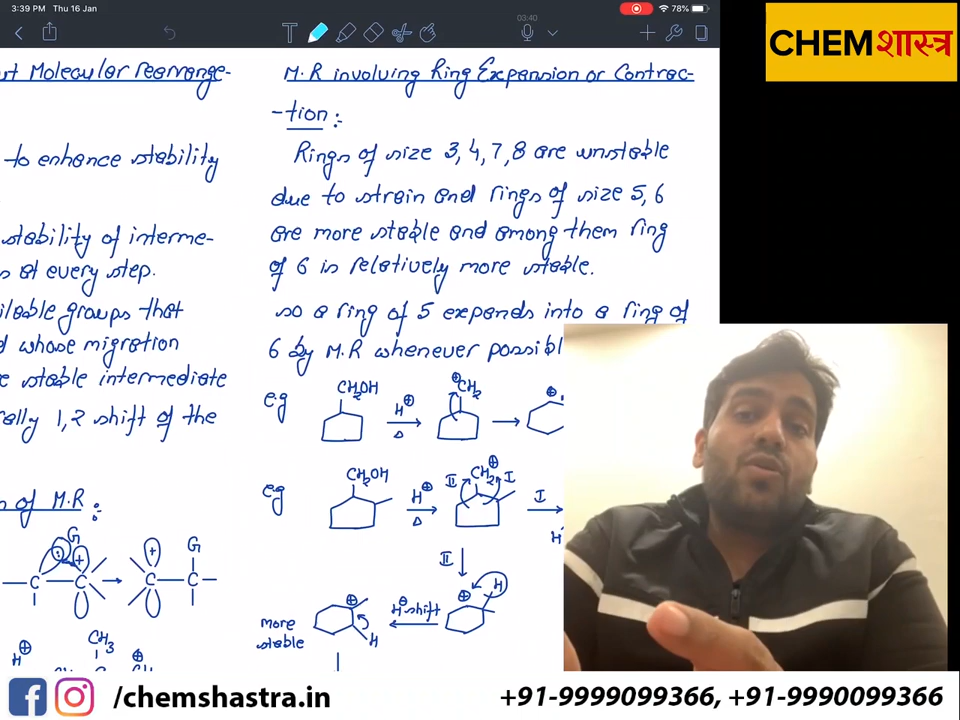 3:39 PM Thu 16 Jan
78%
03:40
CHEMशास्त्र
st Molecular rearrange-
to enhance stability
stability of interme-
s at every step.
ilable groups that
d whose migration
e stable intermediate
rally 1,2 shift of the
n of M.R :
G
C C C C
G
+ +
CH3
H⊕
C
⊕
CH
M.R involving Ring Expansion or Contrac-
-tion :-
Rings of size 3,4,7,8 are unstable
due to strain and rings of size 5,6
are more stable and among them ring
of 6 is relatively more stable.
so a ring of 5 expends into a ring of
6 by M.R whenever possibl
e.g
CH2OH
H⊕
Δ
⊕CH2
⊕
eg
CH2OH
H⊕
Δ
II CH2⊕ I
I
H
II
⊕ H
H⊖ shift
⊕
H
More
stable
/chemshastra.in
+91-9999099366, +91-9990099366